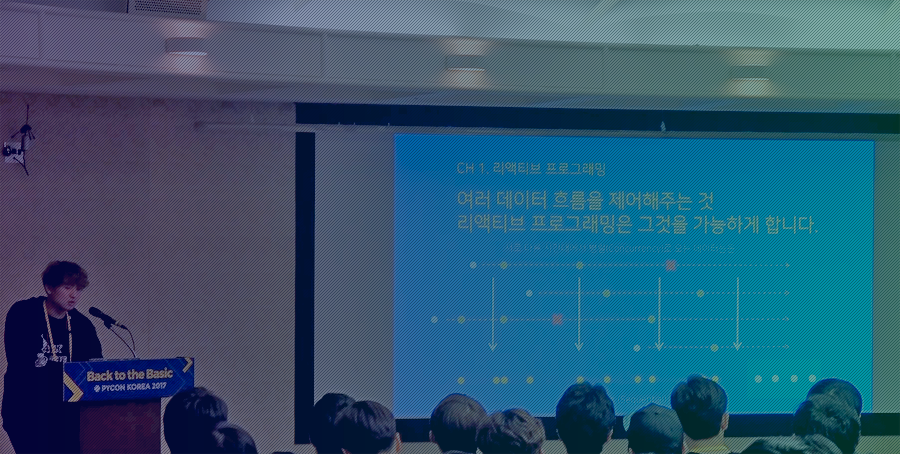 CH 1. 리액티브 프로그래밍
여러 데이터 흐름을 제어해주는 것
리액티브 프로그래밍은 그것을 가능하게 합니다.
Back to the Basic
PYCON KOREA 2017